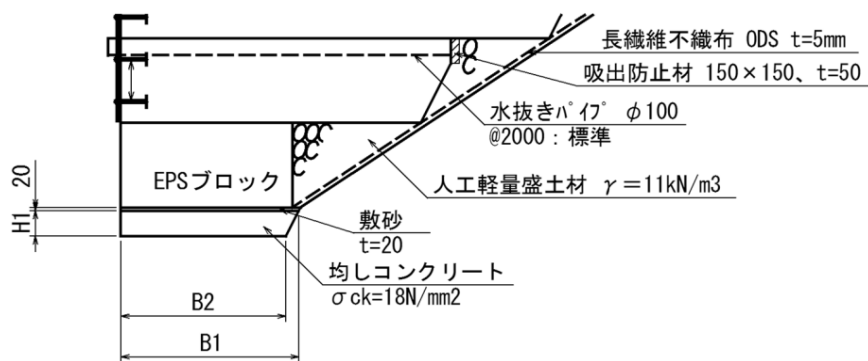 長繊維不織布 ODS t=5mm
吸出防止材 150×150、t=50
水抜きﾊﾟｲﾌﾟ φ100
@2000：標準
EPSブロック
人工軽量盛土材 γ=11kN/m3
20
H1
敷砂
t=20
均しコンクリート
σck=18N/mm2
B2
B1